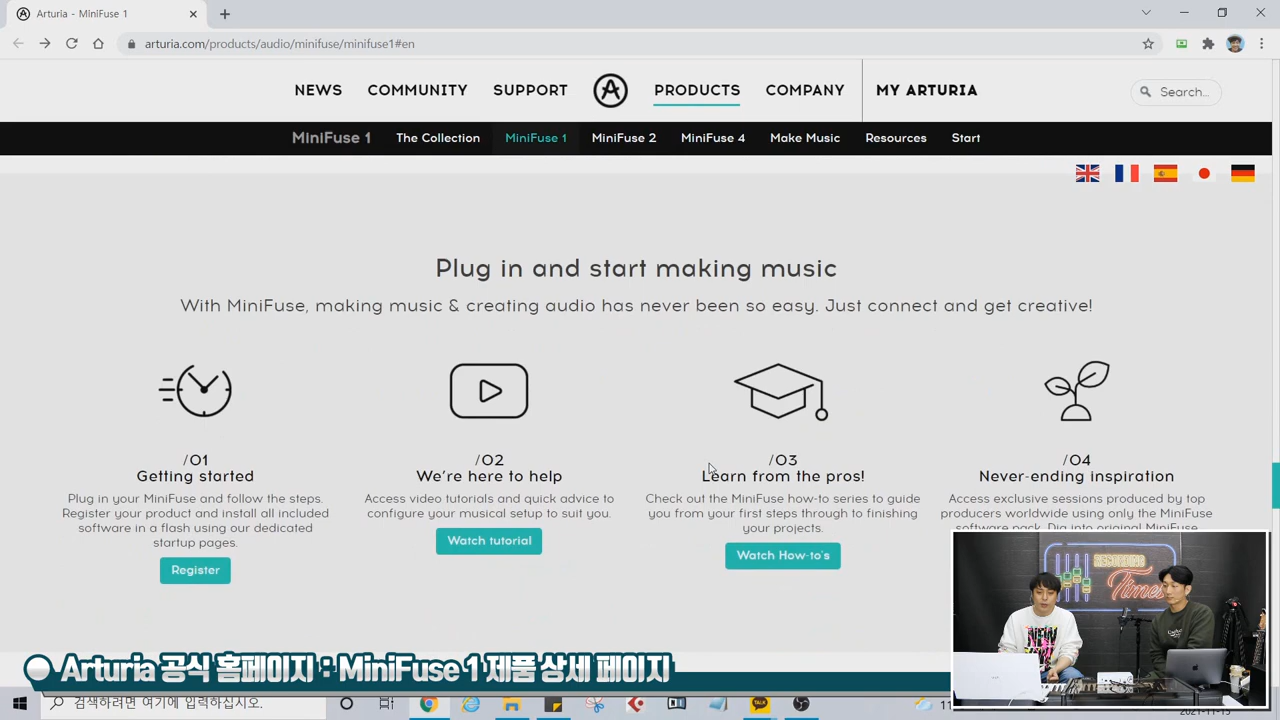 Arturia - MiniFuse 1
arturia.com/products/audio/minifuse/minifuse1#en
NEWS COMMUNITY SUPPORT PRODUCTS COMPANY MY ARTURIA Search...
MiniFuse 1 The Collection MiniFuse 1 MiniFuse 2 MiniFuse 4 Make Music Resources Start
Plug in and start making music
With MiniFuse, making music & creating audio has never been so easy. Just connect and get creative!
/01
Getting started
Plug in your MiniFuse and follow the steps.
Register your product and install all included
software in a flash using our dedicated
startup pages.
Register
/02
We're here to help
Access video tutorials and quick advice to
configure your musical setup to suit you.
Watch tutorial
/03
Learn from the pros!
Check out the MiniFuse how-to series to guide
you from your first steps through to finishing
your projects.
Watch How-to's
/04
Never-ending inspiration
Access exclusive sessions produced by top
producers worldwide using only the MiniFuse
software pack. Dig into original MiniFuse
RECORDING
Times
Arturia 공식 홈페이지 : MiniFuse 1 제품 상세 페이지
검색하려면 여기에 입력하십시오.
TALK